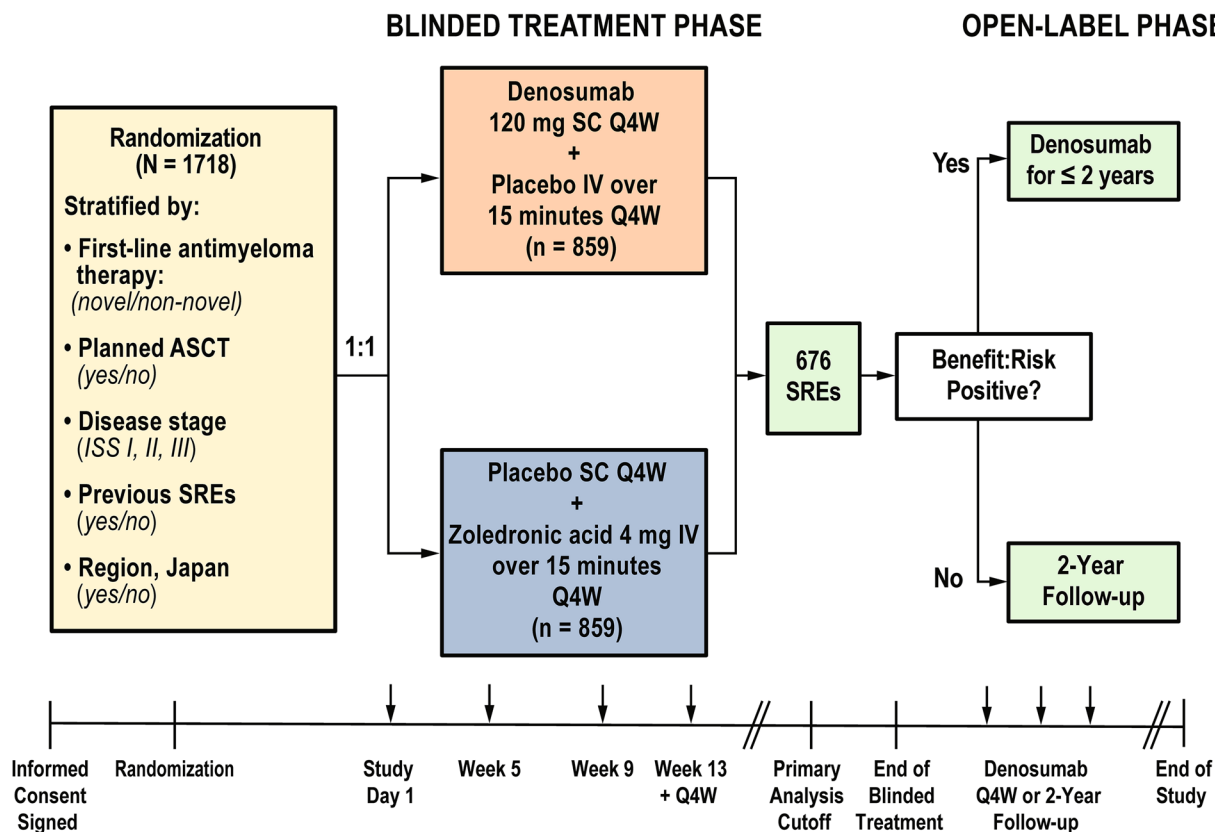 BLINDED TREATMENT PHASE
OPEN-LABEL PHASE
Randomization
(N = 1718)
Stratified by:
• First-line antimyeloma
therapy:
(novel/non-novel)
• Planned ASCT
(yes/no)
• Disease stage
(ISS I, II, III)
• Previous SREs
(yes/no)
• Region, Japan
(yes/no)
1:1
Denosumab
120 mg SC Q4W
+
Placebo IV over
15 minutes Q4W
(n = 859)
Placebo SC Q4W
+
Zoledronic acid 4 mg IV
over 15 minutes
Q4W
(n = 859)
676
SREs
Benefit:Risk
Positive?
Yes
Denosumab
for ≤ 2 years
No
2-Year
Follow-up
Informed
Consent
Signed
Randomization
Study
Day 1
Week 5
Week 9
Week 13
+ Q4W
Primary
Analysis
Cutoff
End of
Blinded
Treatment
Denosumab
Q4W or 2-Year
Follow-up
End of
Study